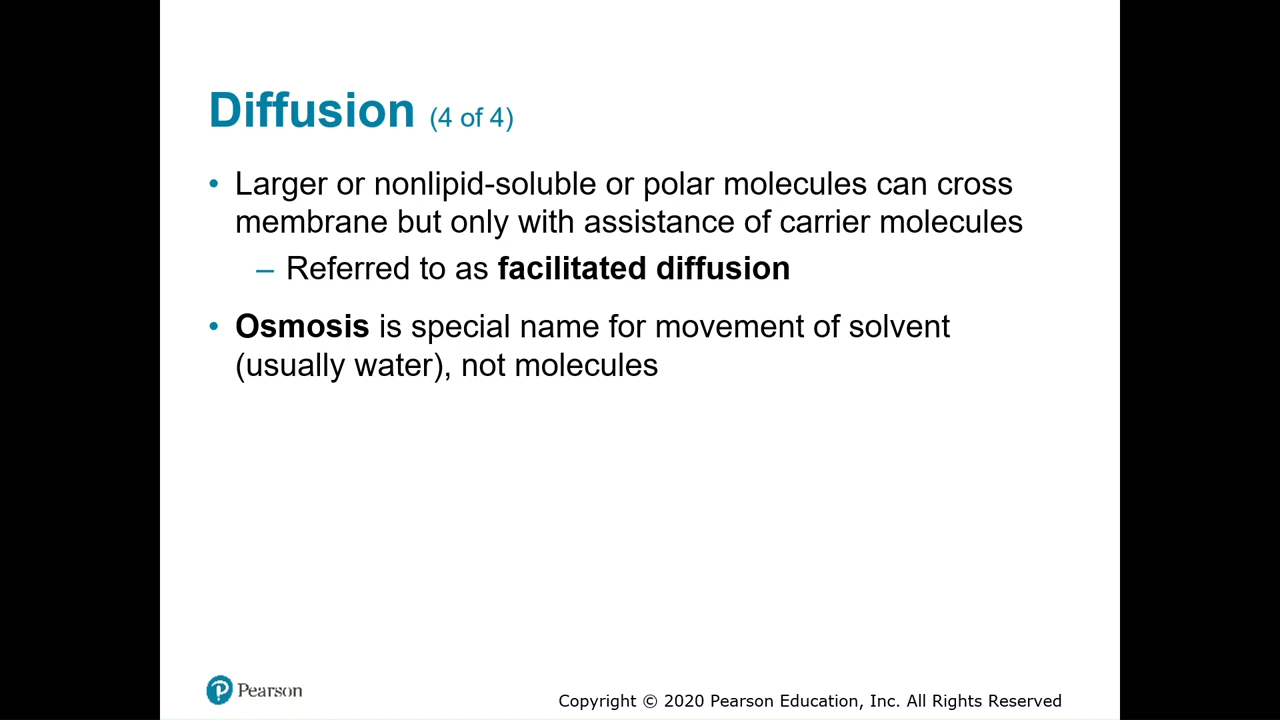 Diffusion (4 of 4)
• Larger or nonlipid-soluble or polar molecules can cross
membrane but only with assistance of carrier molecules
– Referred to as facilitated diffusion
• Osmosis is special name for movement of solvent
(usually water), not molecules
Pearson
Copyright © 2020 Pearson Education, Inc. All Rights Reserved